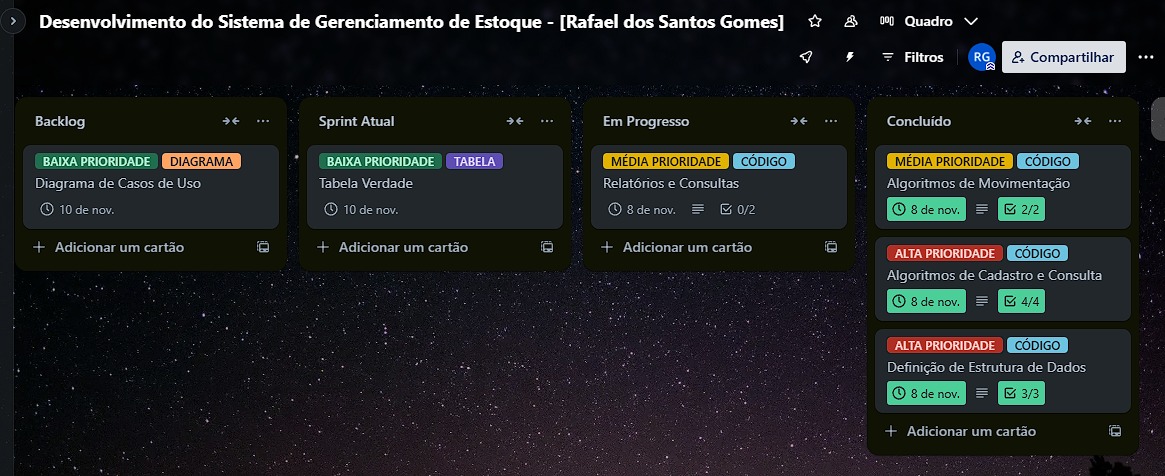 Desenvolvimento do Sistema de Gerenciamento de Estoque - [Rafael dos Santos Gomes]
Quadro
Filtros
RG
Compartilhar
Backlog
BAIXA PRIORIDADE
DIAGRAMA
Diagrama de Casos de Uso
10 de nov.
Adicionar um cartão
Sprint Atual
BAIXA PRIORIDADE
TABELA
Tabela Verdade
10 de nov.
Adicionar um cartão
Em Progresso
MÉDIA PRIORIDADE
CÓDIGO
Relatórios e Consultas
8 de nov.
0/2
Adicionar um cartão
Concluído
MÉDIA PRIORIDADE
CÓDIGO
Algoritmos de Movimentação
8 de nov.
2/2
ALTA PRIORIDADE
CÓDIGO
Algoritmos de Cadastro e Consulta
8 de nov.
4/4
ALTA PRIORIDADE
CÓDIGO
Definição de Estrutura de Dados
8 de nov.
3/3
Adicionar um cartão